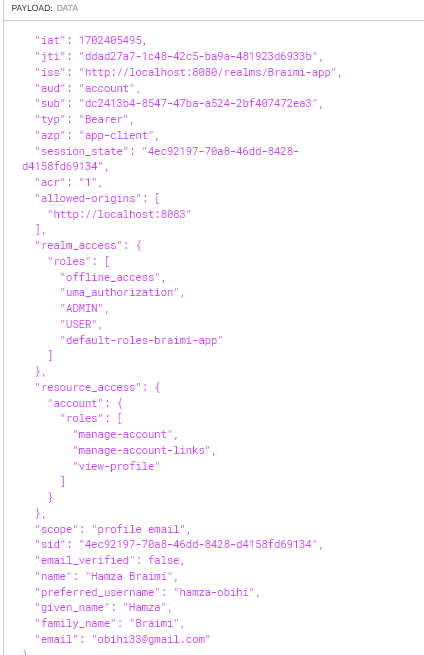 PAYLOAD: DATA
"iat": 1702405495,
"jti": "ddad27a7-1c48-42c5-ba9a-481923d6933b",
"iss": "http://localhost:8080/realms/Braimi-app",
"aud": "account",
"sub": "dc2413b4-8547-47ba-a524-2bf407472ea3",
"typ": "Bearer",
"azp": "app-client",
"session_state": "4ec92197-70a8-46dd-8428-
d4158fd69134",
"acr": "1",
"allowed-origins": [
"http://localhost:8083"
],
"realm_access": {
"roles": [
"offline_access",
"uma_authorization",
"ADMIN",
"USER",
"default-roles-braimi-app"
]
},
"resource_access": {
"account": {
"roles": [
"manage-account",
"manage-account-links",
"view-profile"
]
}
},
"scope": "profile email",
"sid": "4ec92197-70a8-46dd-8428-d4158fd69134",
"email_verified": false,
"name": "Hamza Braimi",
"preferred_username": "hamza-obihi",
"given_name": "Hamza",
"family_name": "Braimi",
"email": "obihi33@gmail.com"
}